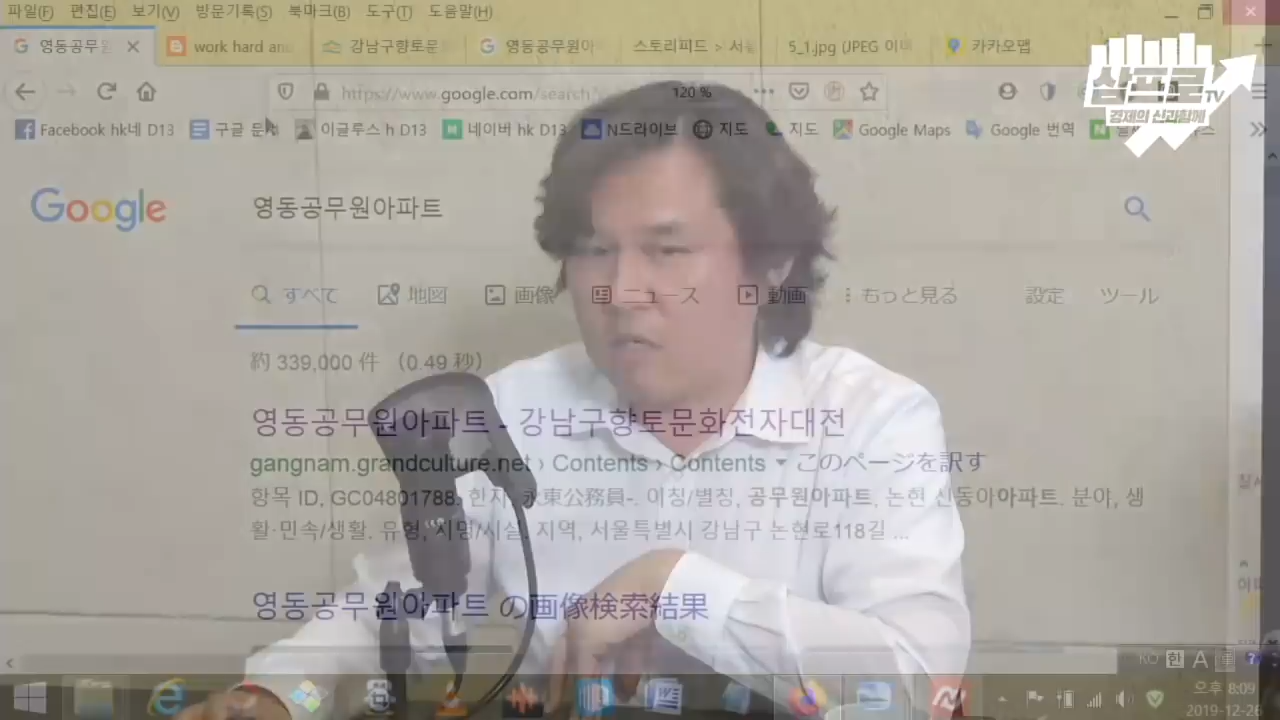 파일(F) 편집(E) 보기(V) 방문기록(S) 북마크(B) 도구(T) 도움말(H)
영동공무원 work hard an 강남구향토문 영동공무원아 스토리피드 > 서울 5_1.jpg (JPEG 이미 카카오맵
https://www.google.com/search? 120 %
삼프로TV
경제의 신과함께
Facebook hk네 D13 구글 문서 이글루스 h D13 네이버 hk D13 N드라이브 지도 지도 Google Maps Google 번역
Google 영동공무원아파트
すべて 地図 画像 ニュース 動画 もっと見る 設定 ツール
約 339,000 件 （0.49 秒）
영동공무원아파트 - 강남구향토문화전자대전
gangnam.grandculture.net › Contents › Contents ▾ このページを訳す
항목 ID, GC04801788. 한자, 永東公務員-. 이칭/별칭, 공무원아파트, 논현 신동아아파트. 분야, 생
활·민속/생활. 유형, 지명/시설. 지역, 서울특별시 강남구 논현로118길 ...
영동공무원아파트 の画像検索結果
KO 한 A
오후 8:09
2019-12-26